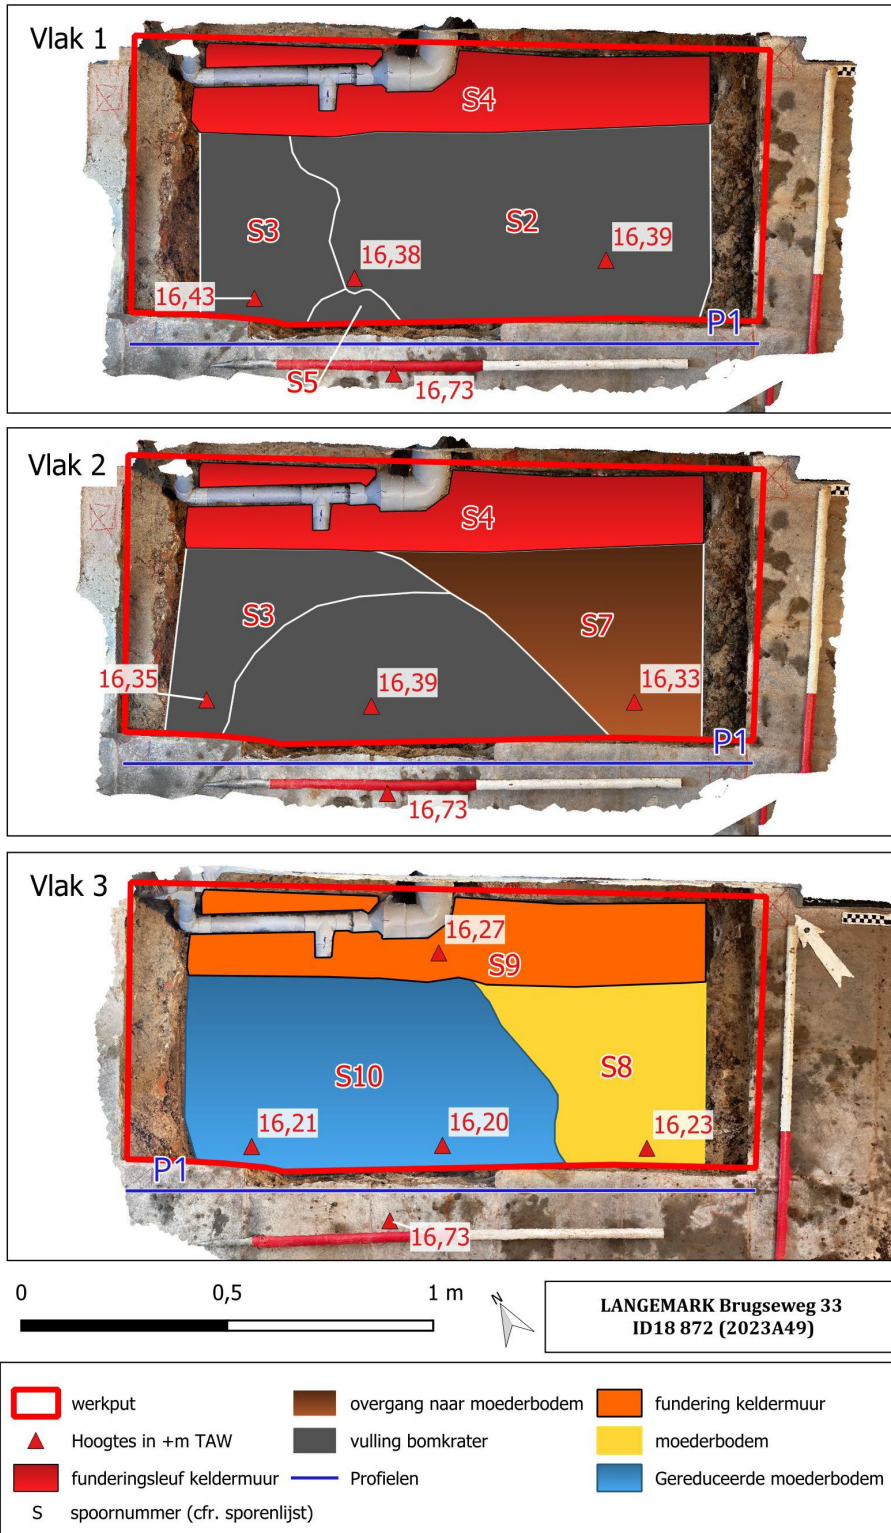 Vlak 1
S4
S3
S2
16,38
16,39
16,43
P1
S5
16,73
Vlak 2
S4
S3
S7
16,35
16,39
16,33
P1
16,73
Vlak 3
16,27
S9
S10
S8
16,21
16,20
16,23
P1
16,73
0 0,5 1 m
N
LANGEMARK Brugseweg 33
ID18 872 (2023A49)
werkput
overgang naar moederbodem
fundering keldermuur
Hoogtes in +m TAW
vulling bomkrater
moederbodem
funderingsleuf keldermuur
Profielen
Gereduceerde moederbodem
S spoornummer (cfr. sporenlijst)